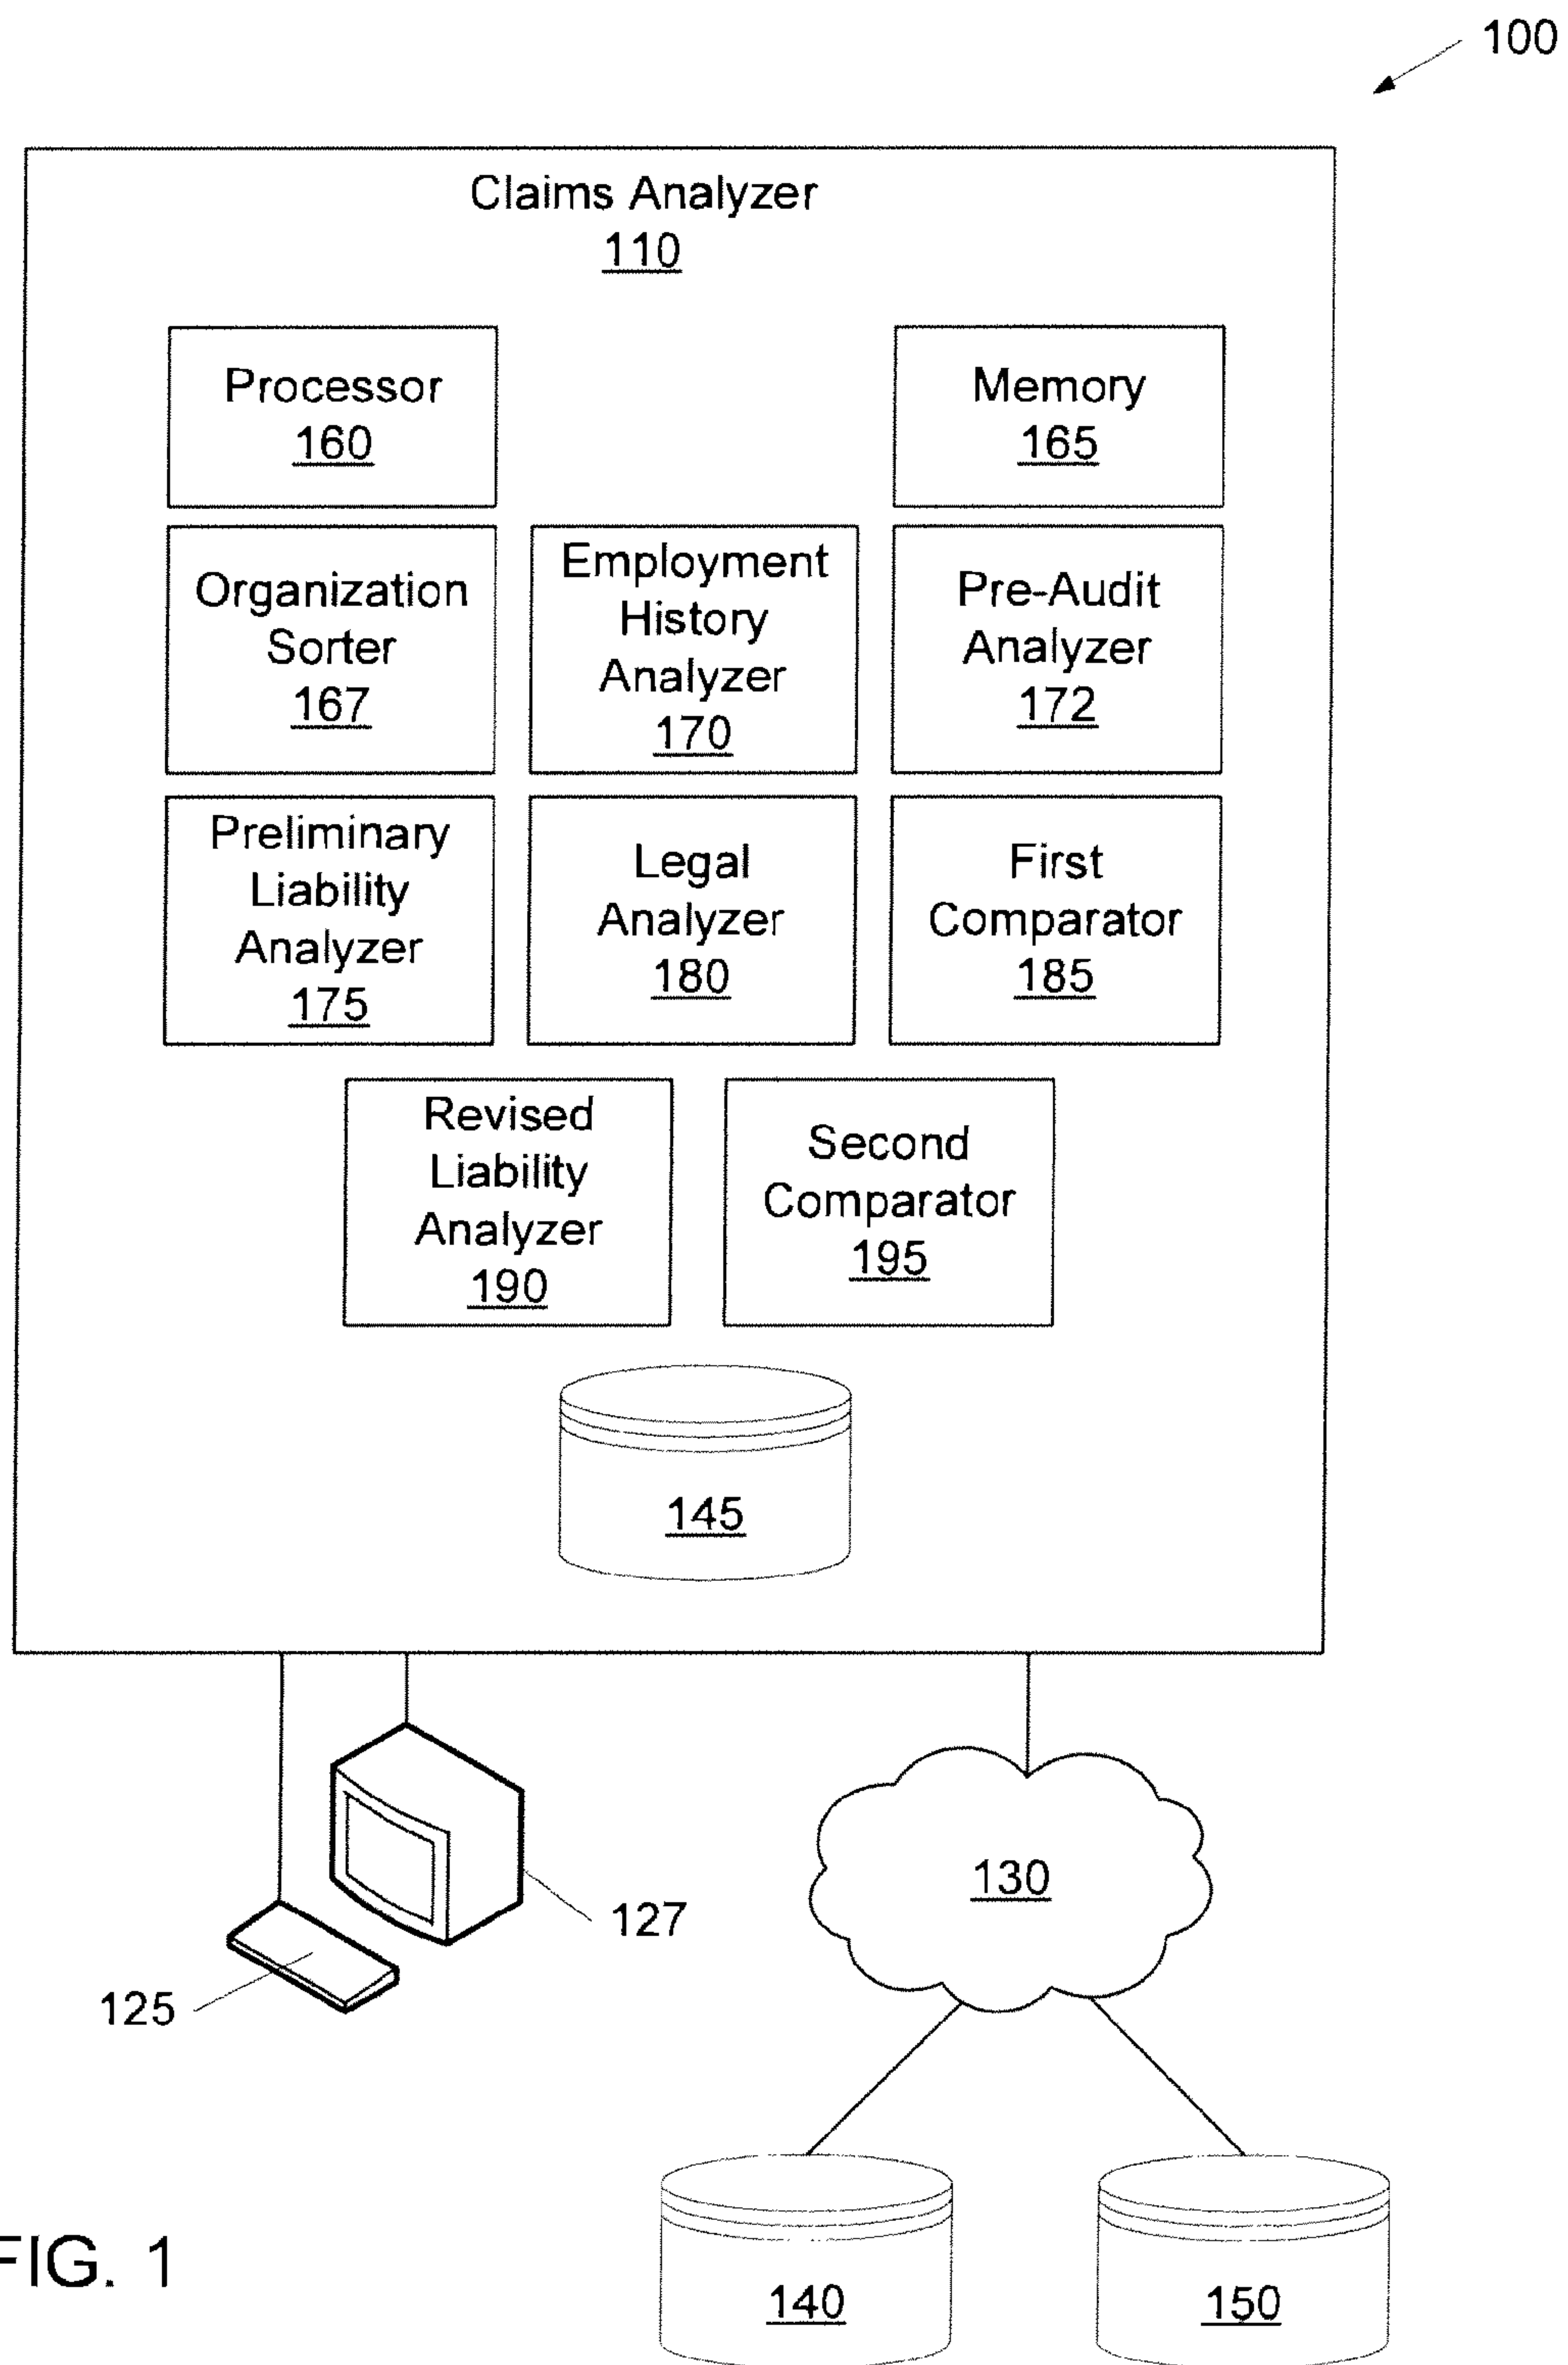 100
Claims Analyzer
110
Processor
160
Memory
165
Organization
Sorter
167
Employment
History
Analyzer
170
Pre-Audit
Analyzer
172
Preliminary
Liability
Analyzer
175
Legal
Analyzer
180
First
Comparator
185
Revised
Liability
Analyzer
190
Second
Comparator
195
145
127
125
130
140
150
FIG. 1